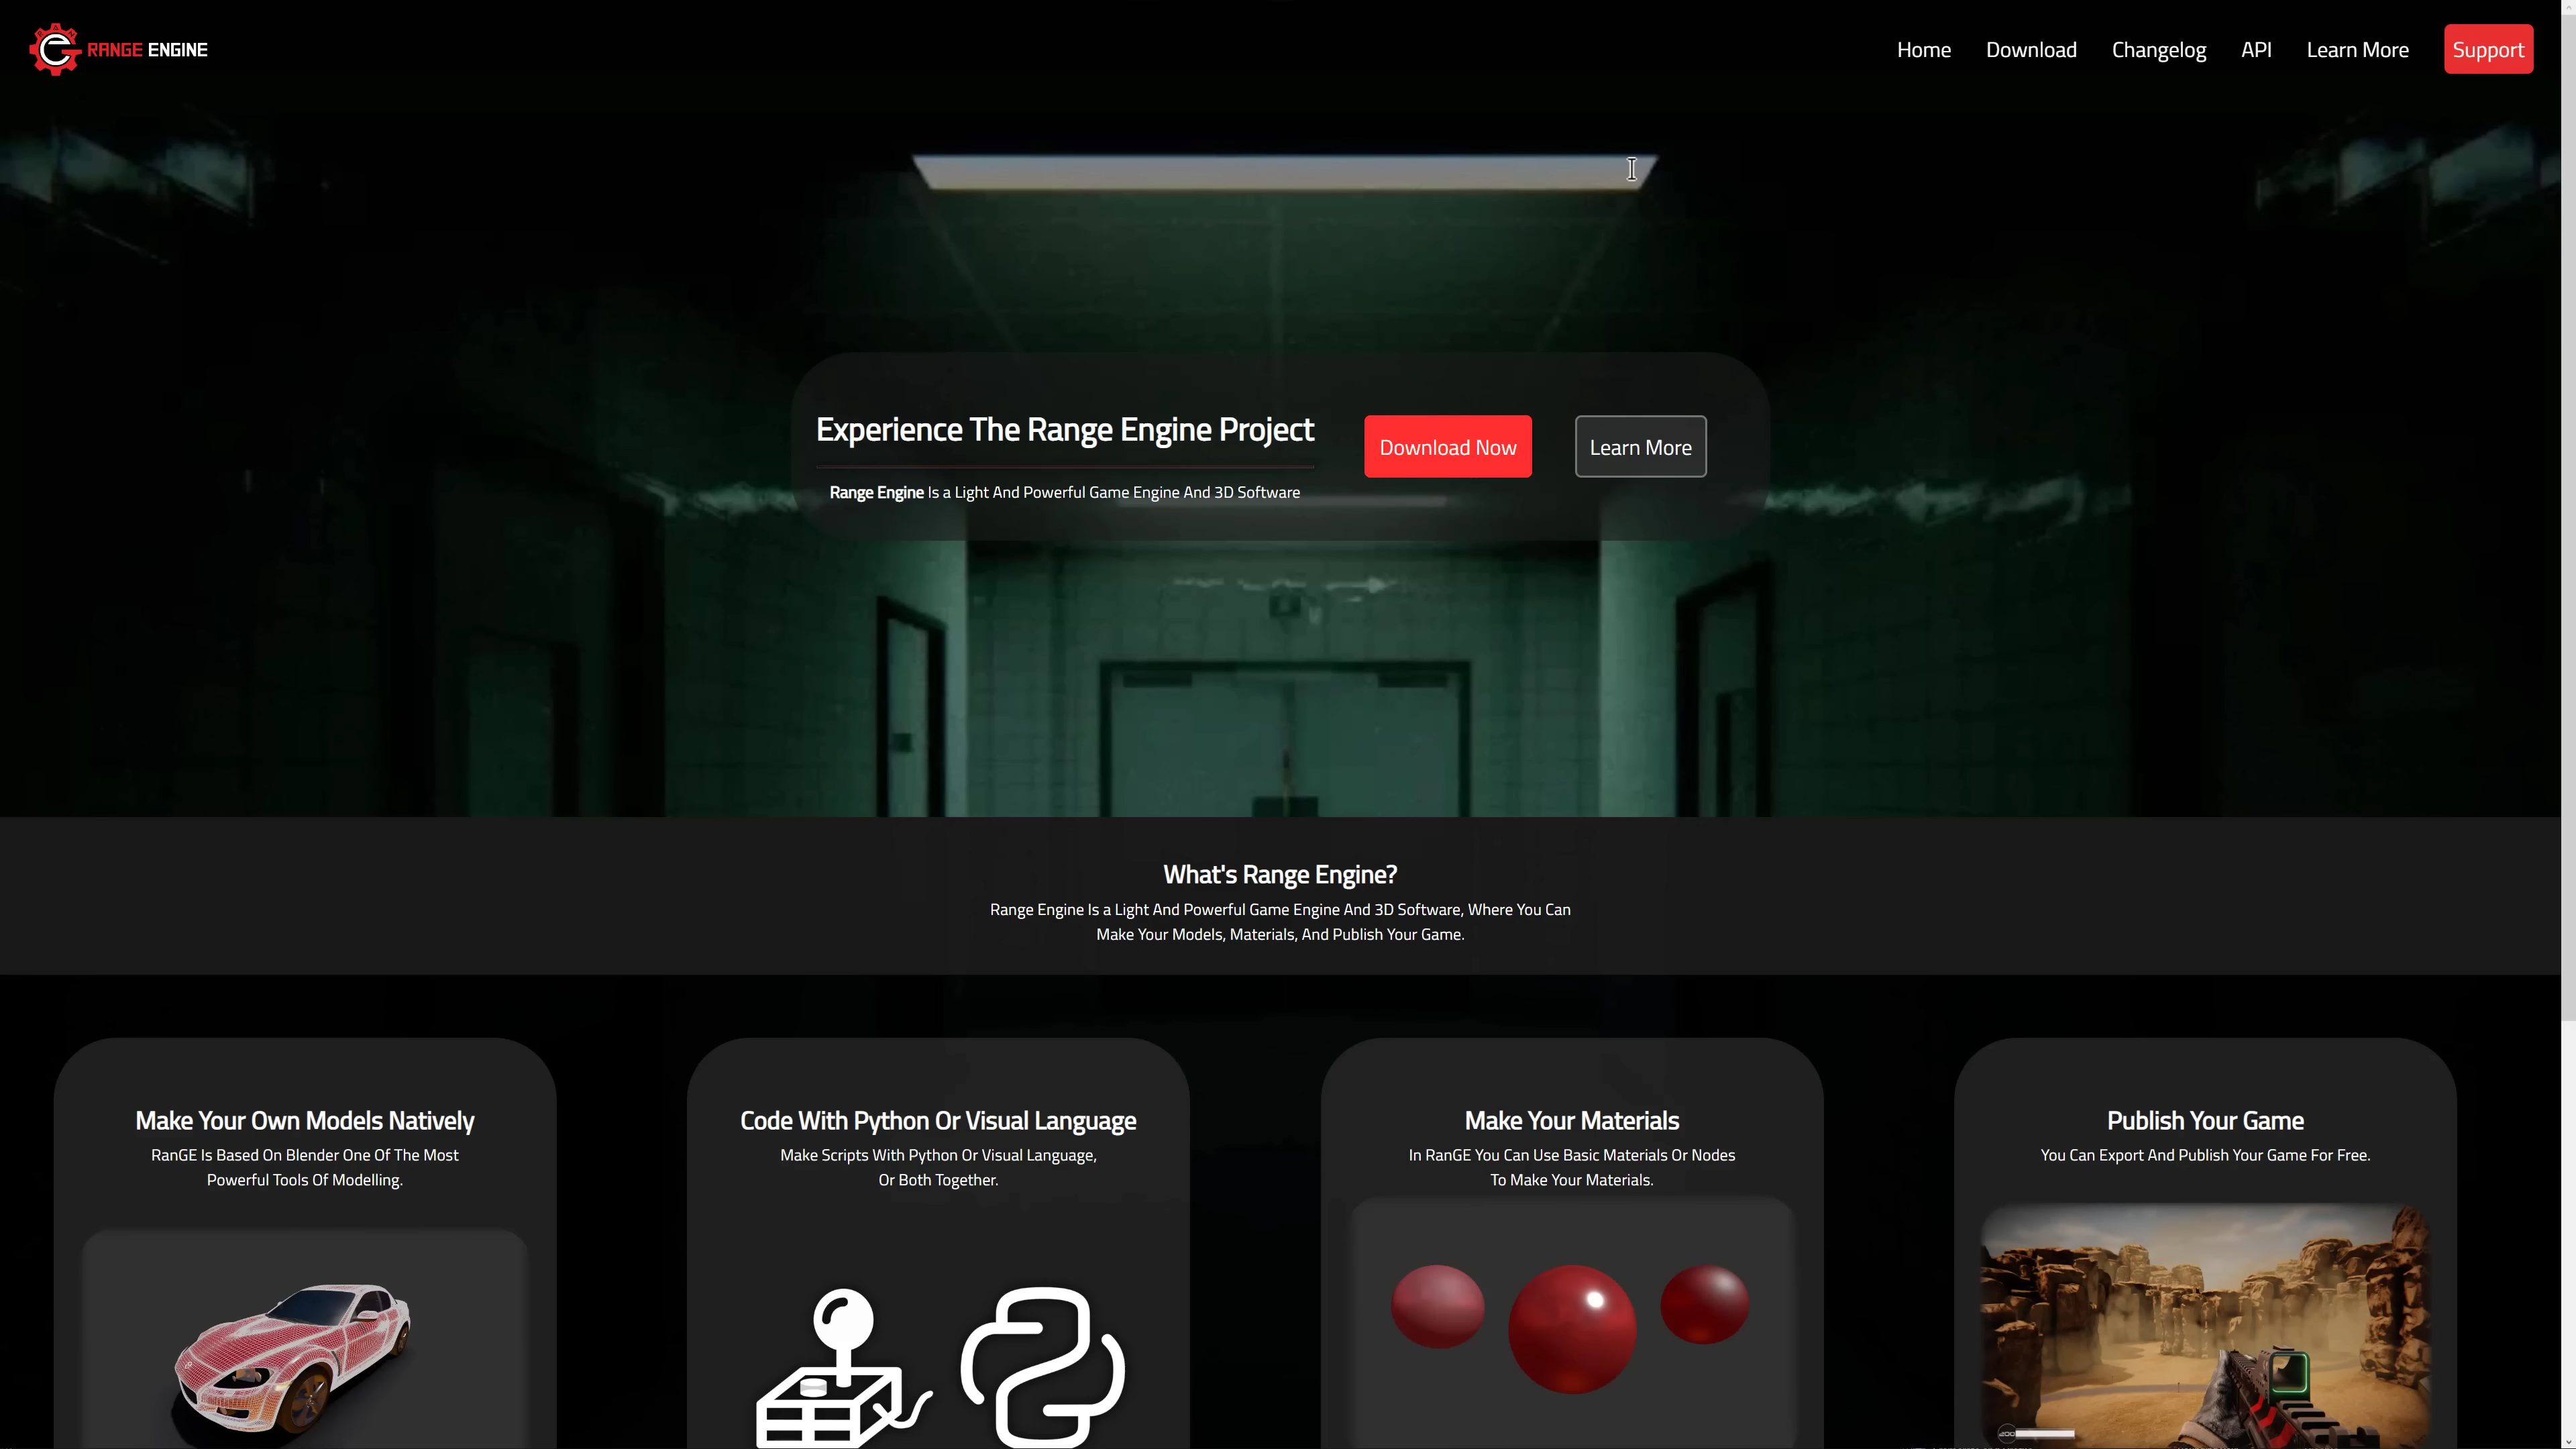 RANGE ENGINE
Home
Download
Changelog
API
Learn More
Support
Experience The Range Engine Project
Range Engine Is a Light And Powerful Game Engine And 3D Software
Download Now
Learn More
What's Range Engine?
Range Engine Is a Light And Powerful Game Engine And 3D Software, Where You Can
Make Your Models, Materials, And Publish Your Game.
Make Your Own Models Natively
RanGE Is Based On Blender One Of The Most
Powerful Tools Of Modelling.
Code With Python Or Visual Language
Make Scripts With Python Or Visual Language,
Or Both Together.
Make Your Materials
In RanGE You Can Use Basic Materials Or Nodes
To Make Your Materials.
Publish Your Game
You Can Export And Publish Your Game For Free.